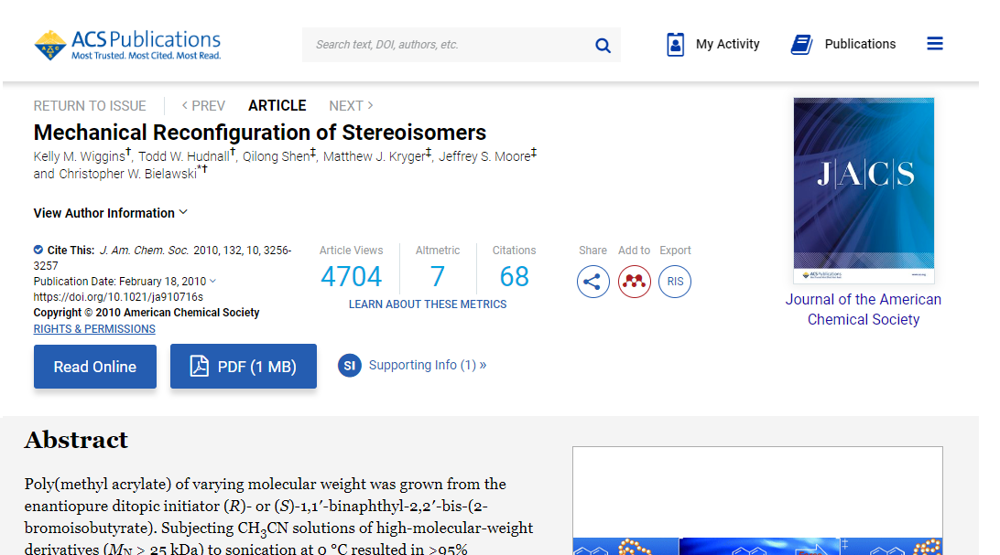 ACS Publications
Most Trusted. Most Cited. Most Read.
Search text, DOI, authors, etc.
My Activity
Publications
RETURN TO ISSUE
< PREV
ARTICLE
NEXT >
Mechanical Reconfiguration of Stereoisomers
Kelly M. Wiggins†, Todd W. Hudnall†, Qilong Shen‡, Matthew J. Kryger‡, Jeffrey S. Moore‡
and Christopher W. Bielawski*†
View Author Information
Cite This: J. Am. Chem. Soc. 2010, 132, 10, 3256-
3257
Publication Date: February 18, 2010
https://doi.org/10.1021/ja910716s
Copyright © 2010 American Chemical Society
RIGHTS & PERMISSIONS
Article Views
4704
Altmetric
7
Citations
68
LEARN ABOUT THESE METRICS
Share
Add to
Export
RIS
J|A|C|S
ACS Publications
Journal of the American
Chemical Society
Read Online
PDF (1 MB)
SI
Supporting Info (1) »
Abstract
Poly(methyl acrylate) of varying molecular weight was grown from the
enantiopure ditopic initiator (R)- or (S)-1,1′-binaphthyl-2,2′-bis-(2-
bromoisobutyrate). Subjecting CH3CN solutions of high-molecular-weight
derivatives (MN > 25 kDa) to sonication at 0 °C resulted in >95%